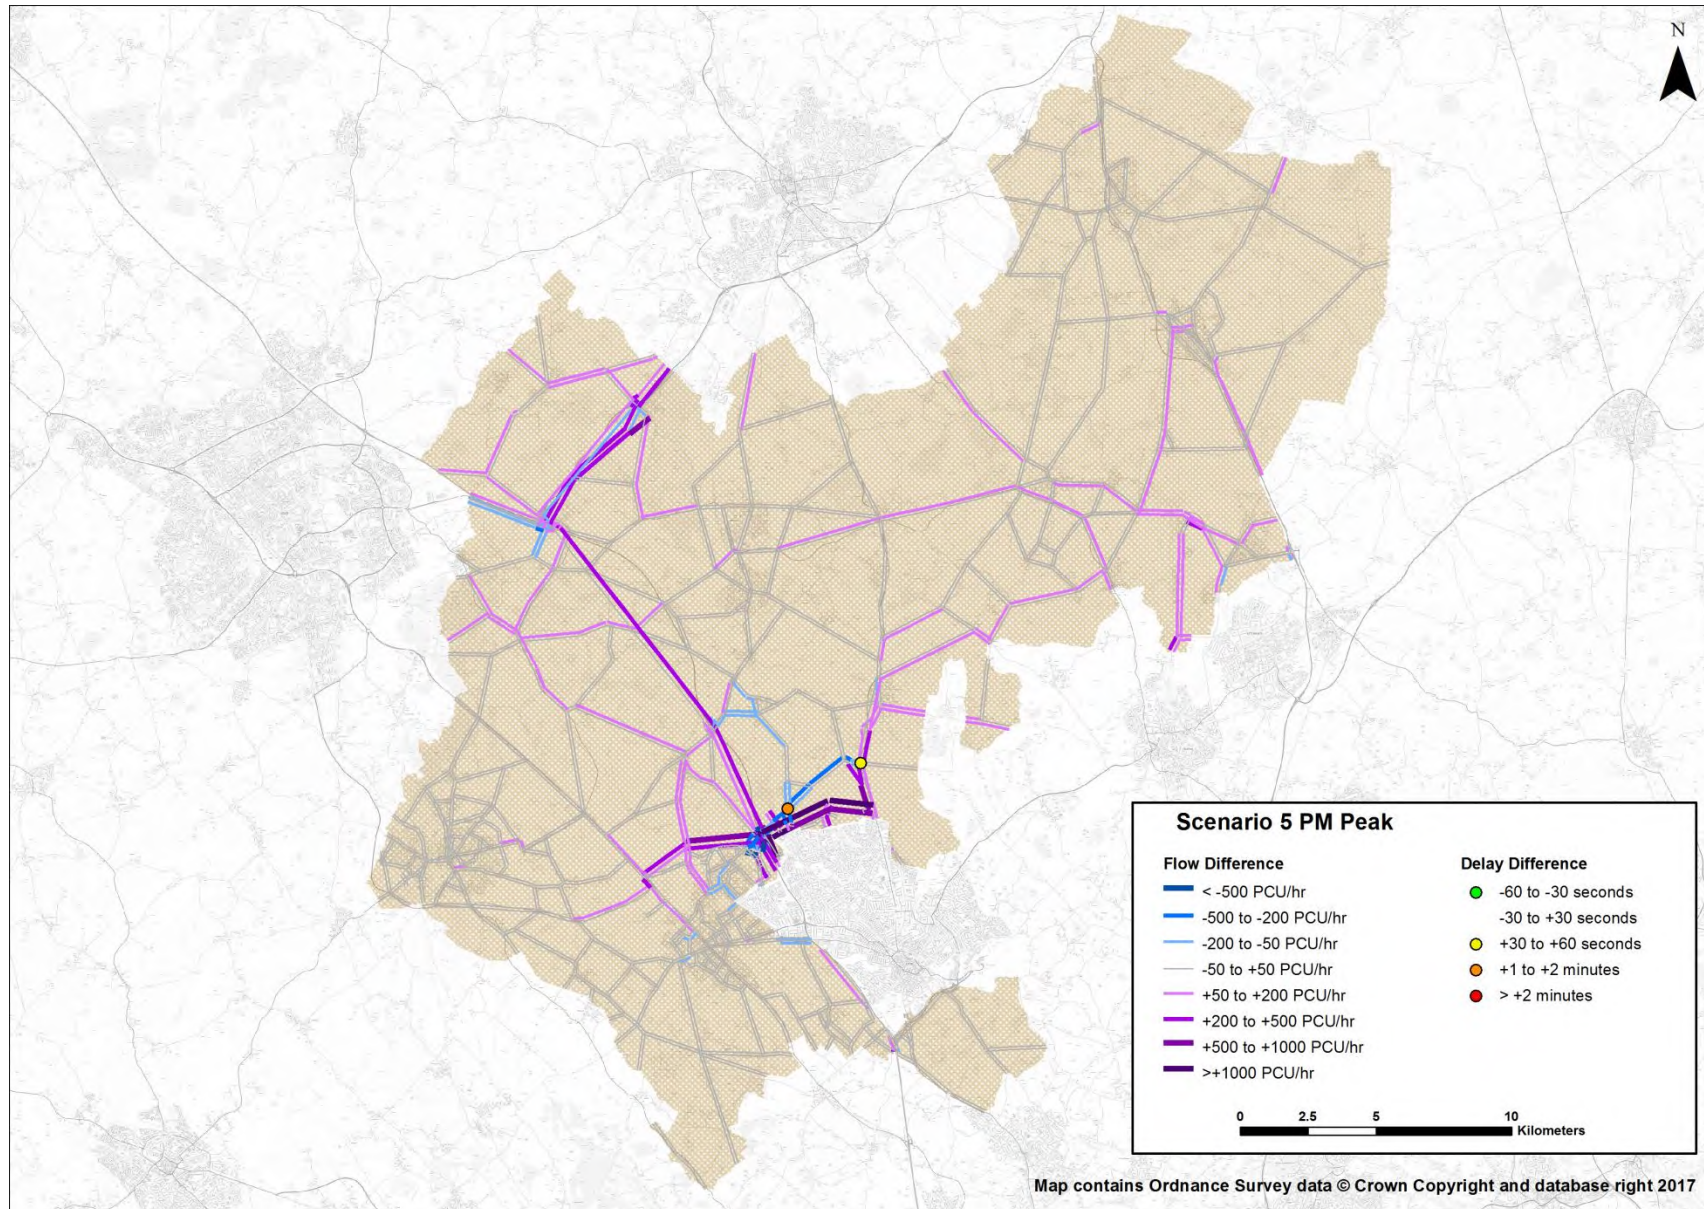 N
Scenario 5 PM Peak
Flow Difference
< -500 PCU/hr
-500 to -200 PCU/hr
-200 to -50 PCU/hr
-50 to +50 PCU/hr
+50 to +200 PCU/hr
+200 to +500 PCU/hr
+500 to +1000 PCU/hr
>+1000 PCU/hr
Delay Difference
-60 to -30 seconds
-30 to +30 seconds
+30 to +60 seconds
+1 to +2 minutes
> +2 minutes
0 2.5 5 10
Kilometers
Map contains Ordnance Survey data © Crown Copyright and database right 2017